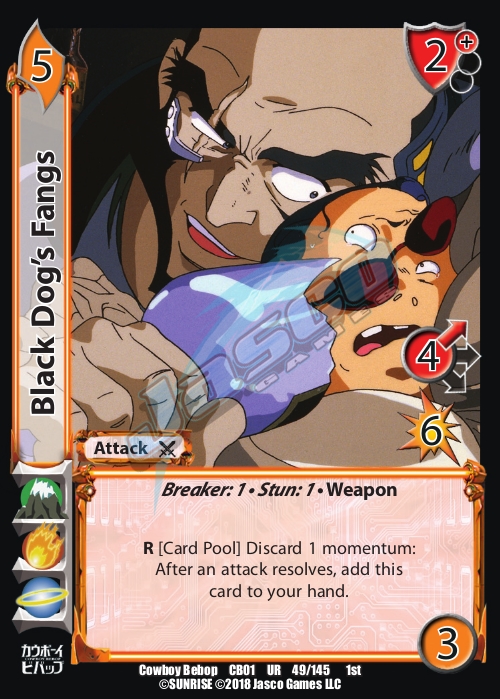 5
2
+
Black Dog's Fangs
Jasco
GAMES
4
6
Attack
Breaker: 1 • Stun: 1 • Weapon
R [Card Pool] Discard 1 momentum:
After an attack resolves, add this
card to your hand.
3
カウボーイ
ビバップ
Cowboy Bebop CB01 UR 49/145 1st
©SUNRISE ©2018 Jasco Games LLC